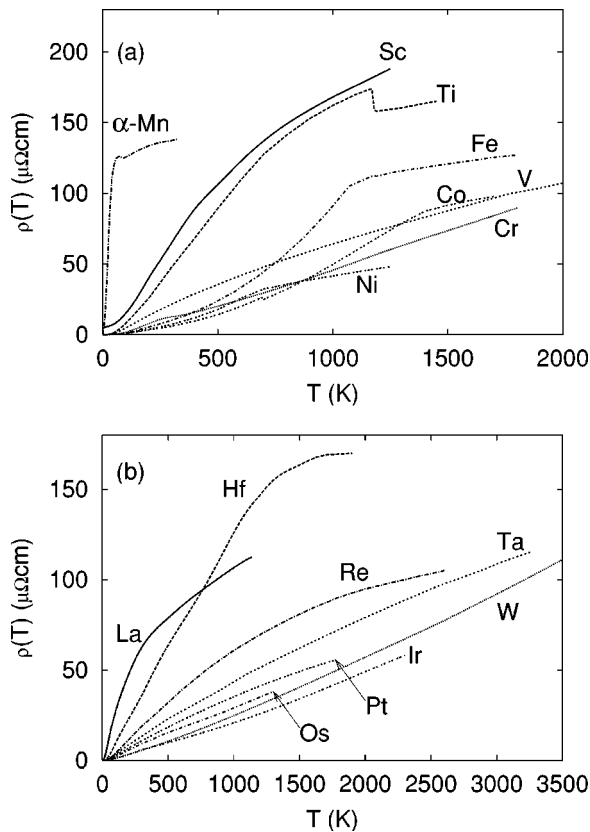 (a)
Sc
Ti
α-Mn
Fe
Co
V
Cr
Ni
200
150
100
50
0
ρ(T) (μΩcm)
0 500 1000 1500 2000
T (K)
(b)
Hf
Ta
Re
La
W
Ir
Pt
Os
150
100
50
0
ρ(T) (μΩcm)
0 500 1000 1500 2000 2500 3000 3500
T (K)